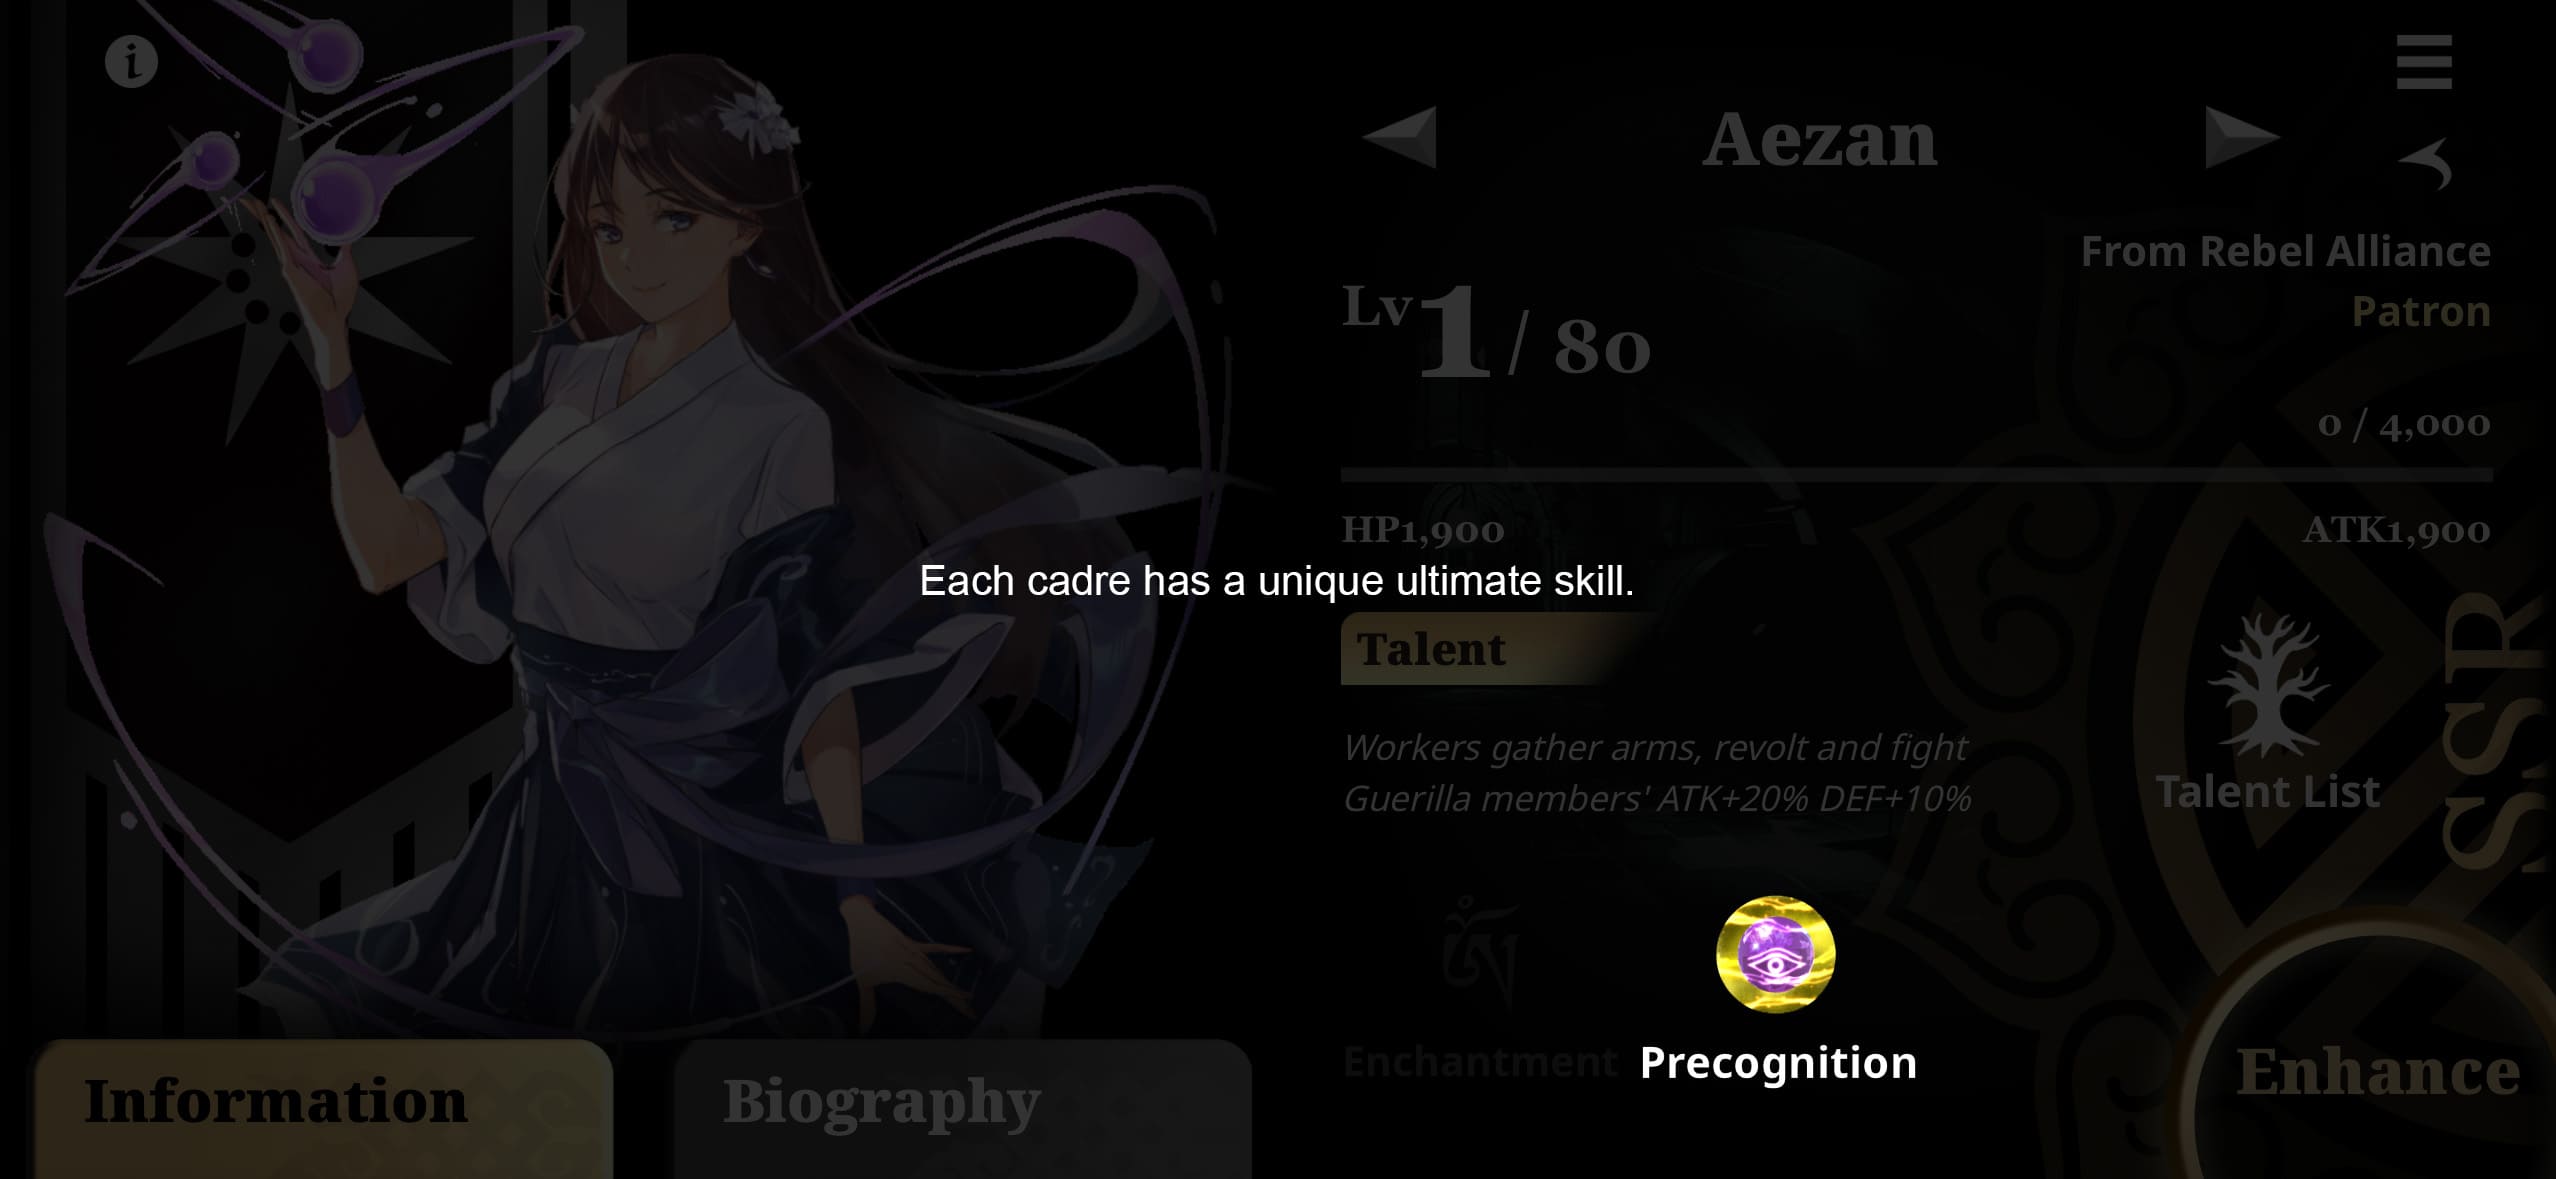 Aezan
From Rebel Alliance
Patron
Lv 1 / 80
0 / 4,000
HP1,900
ATK1,900
Each cadre has a unique ultimate skill.
Talent
Workers gather arms, revolt and fight
Guerilla members' ATK+20% DEF+10%
Talent List
SSR
ॐ
Enchantment
Precognition
Enhance
Information
Biography